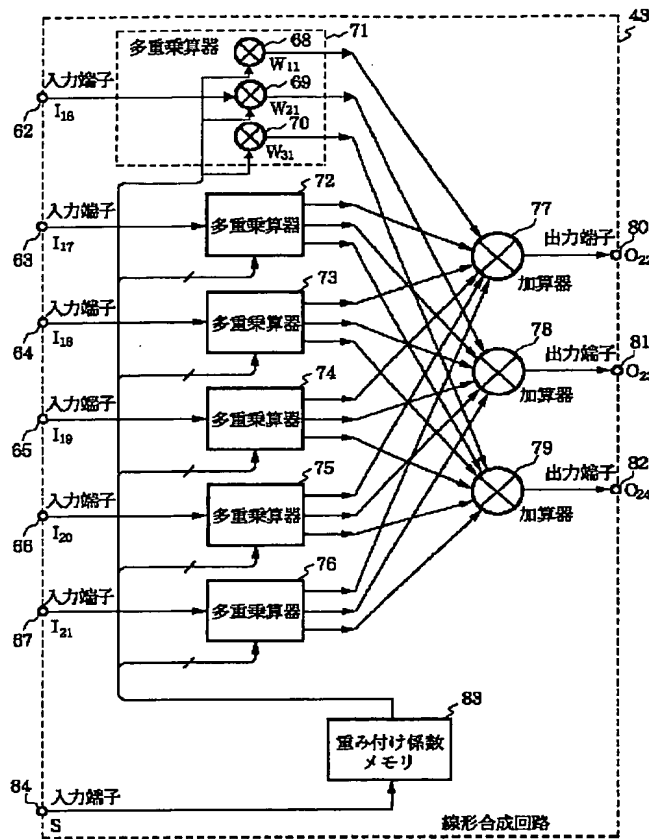 43
多重乗算器
68
71
入力端子
W11
69
62
I16
W21
70
W31
入力端子
72
77
63
I17
多重乗算器
出力端子
80
O22
入力端子
73
加算器
64
I18
多重乗算器
78
出力端子
81
O23
入力端子
74
加算器
65
I19
多重乗算器
79
出力端子
82
O24
入力端子
75
加算器
66
I20
多重乗算器
入力端子
76
67
I21
多重乗算器
83
重み付け係数
メモリ
84
入力端子
S
線形合成回路